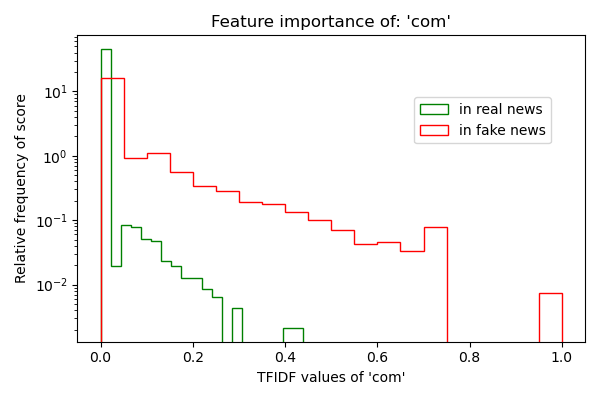 Feature importance of: 'com'
Relative frequency of score
10¹
10⁰
10⁻¹
10⁻²
in real news
in fake news
0.0 0.2 0.4 0.6 0.8 1.0
TFIDF values of 'com'